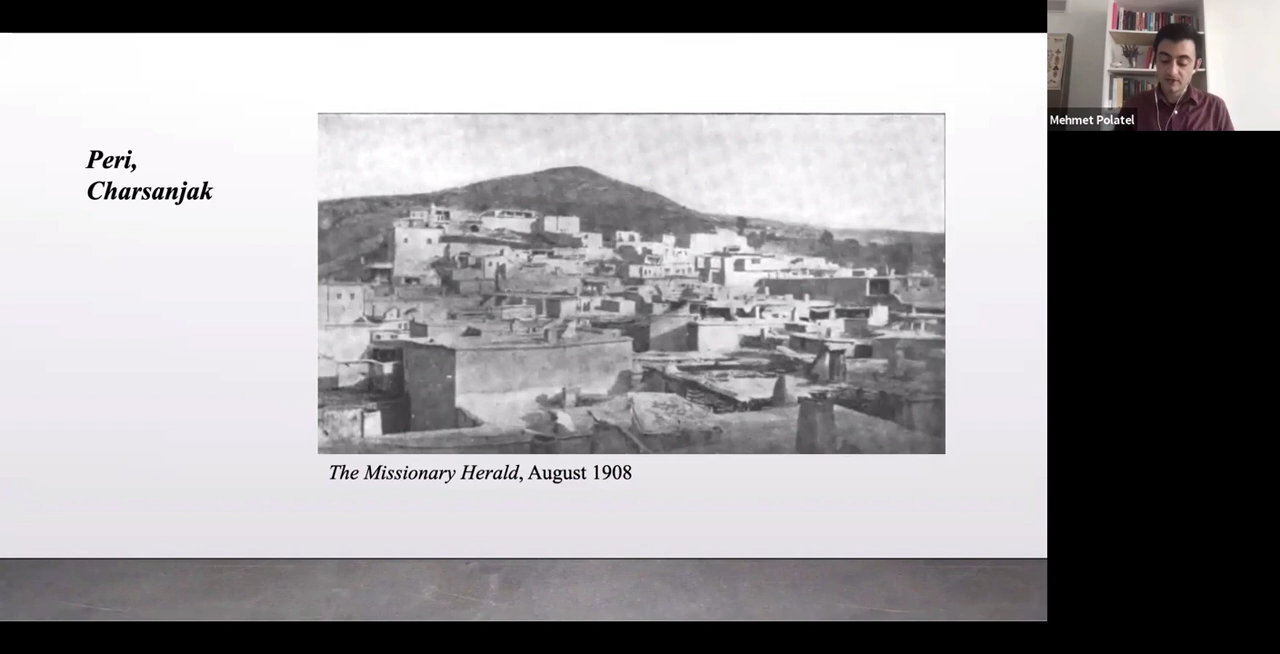 Peri,
Charsanjak
The Missionary Herald, August 1908
Mehmet Polatel